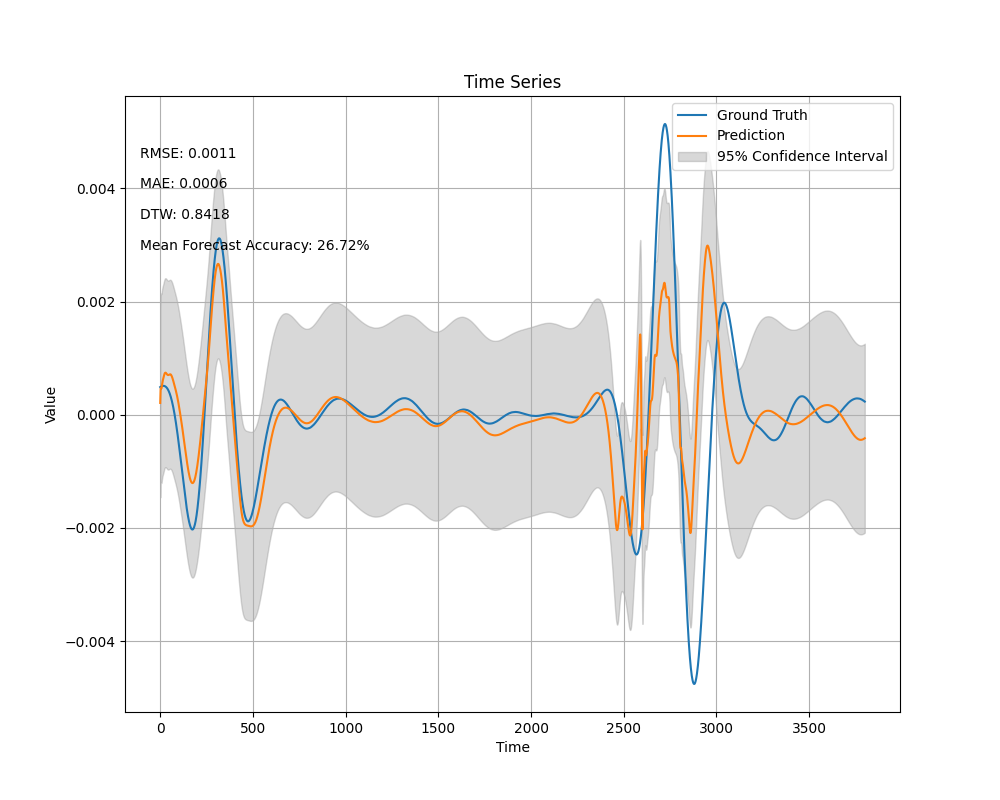 Time Series
Ground Truth
Prediction
95% Confidence Interval
RMSE: 0.0011
MAE: 0.0006
DTW: 0.8418
Mean Forecast Accuracy: 26.72%
0.004
0.002
0.000
−0.002
−0.004
Value
0 500 1000 1500 2000 2500 3000 3500
Time